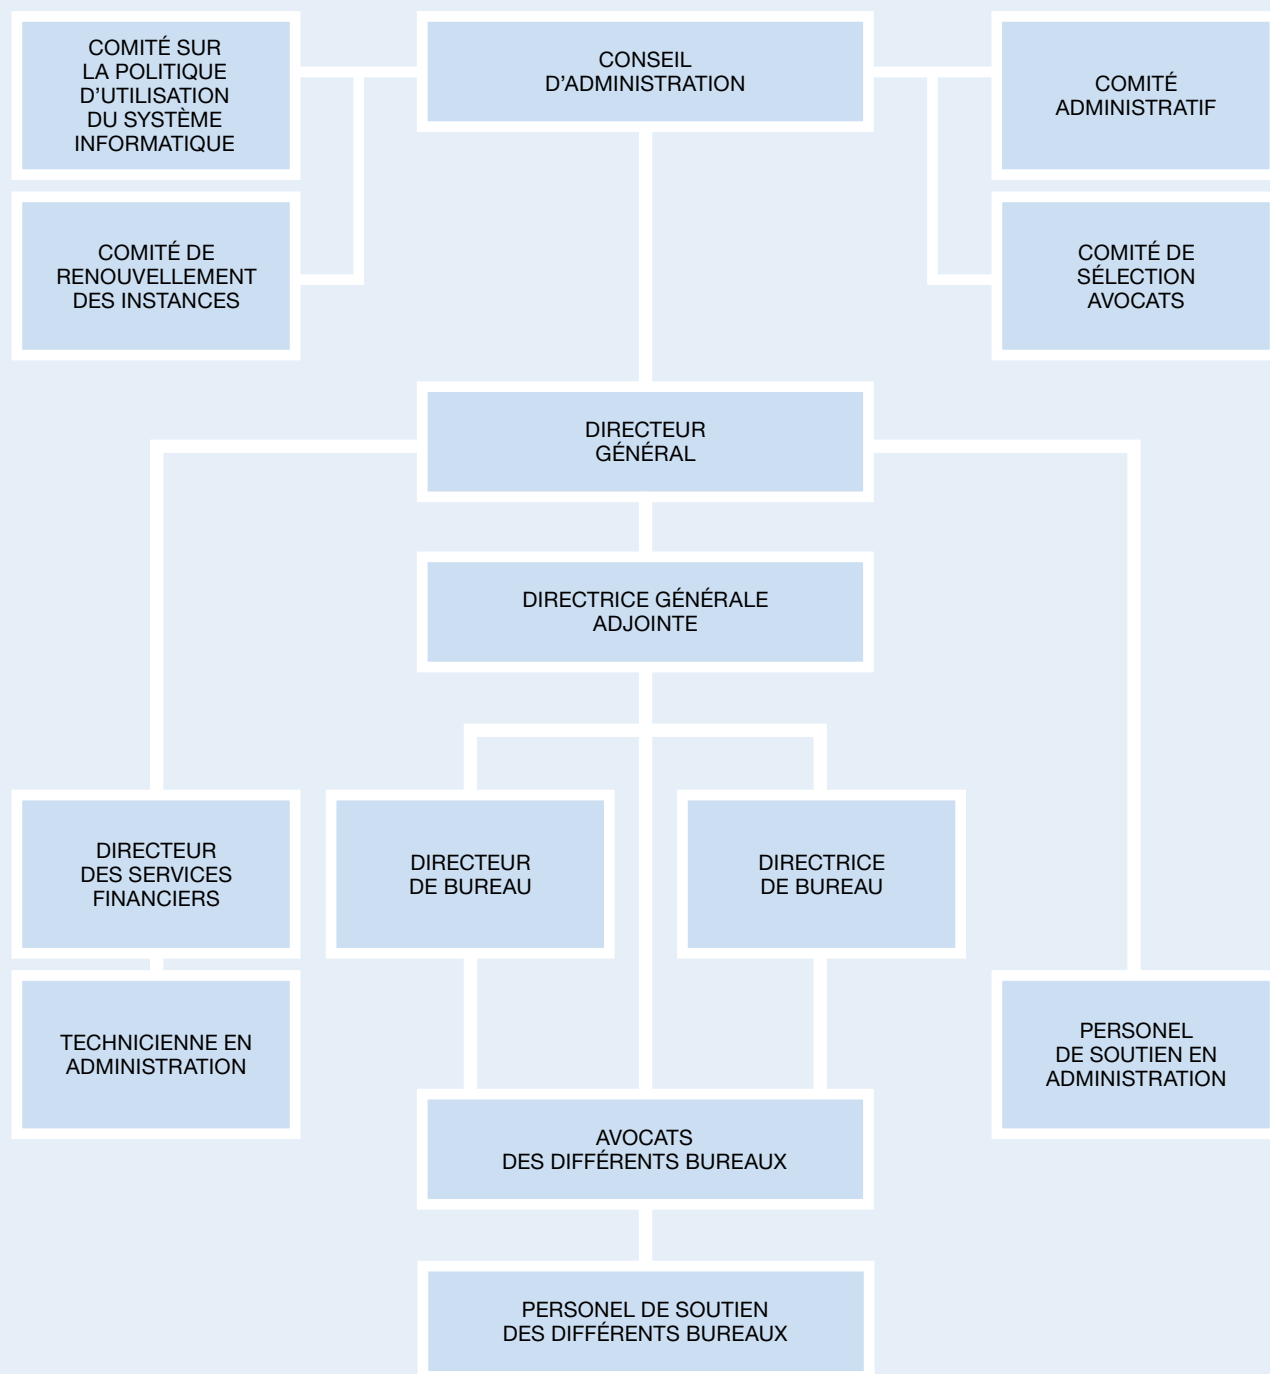 COMITÉ SUR
LA POLITIQUE
D'UTILISATION
DU SYSTÈME
INFORMATIQUE
CONSEIL
D'ADMINISTRATION
COMITÉ
ADMINISTRATIF
COMITÉ DE
RENOUVELLEMENT
DES INSTANCES
COMITÉ DE
SÉLECTION
AVOCATS
DIRECTEUR
GÉNÉRAL
DIRECTRICE GÉNÉRALE
ADJOINTE
DIRECTEUR
DES SERVICES
FINANCIERS
DIRECTEUR
DE BUREAU
DIRECTRICE
DE BUREAU
TECHNICIENNE EN
ADMINISTRATION
PERSONEL
DE SOUTIEN EN
ADMINISTRATION
AVOCATS
DES DIFFÉRENTS BUREAUX
PERSONEL DE SOUTIEN
DES DIFFÉRENTS BUREAUX